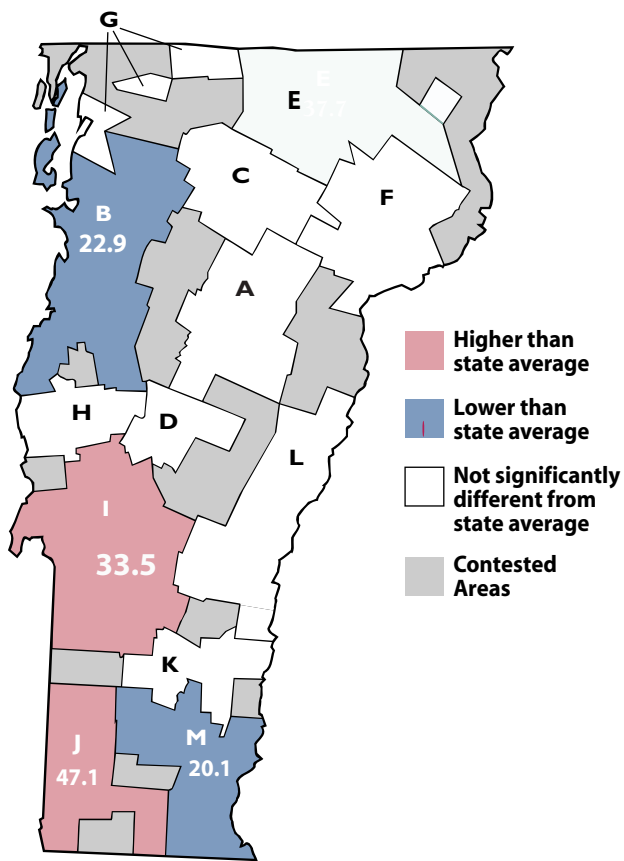 G
E
E
37.7
C
F
B
22.9
A
Higher than
state average
Lower than
state average
H
D
L
Not significantly
different from
state average
I
33.5
Contested
Areas
K
J
47.1
M
20.1